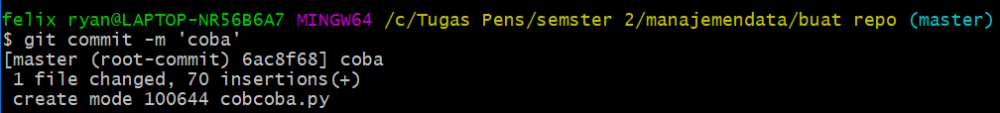 felix ryan@LAPTOP-NR56B6A7 MINGW64 /c/Tugas Pens/semster 2/manajemendata/buat repo (master)
$ git commit -m 'coba'
[master (root-commit) 6ac8f68] coba
 1 file changed, 70 insertions(+)
 create mode 100644 cobcoba.py